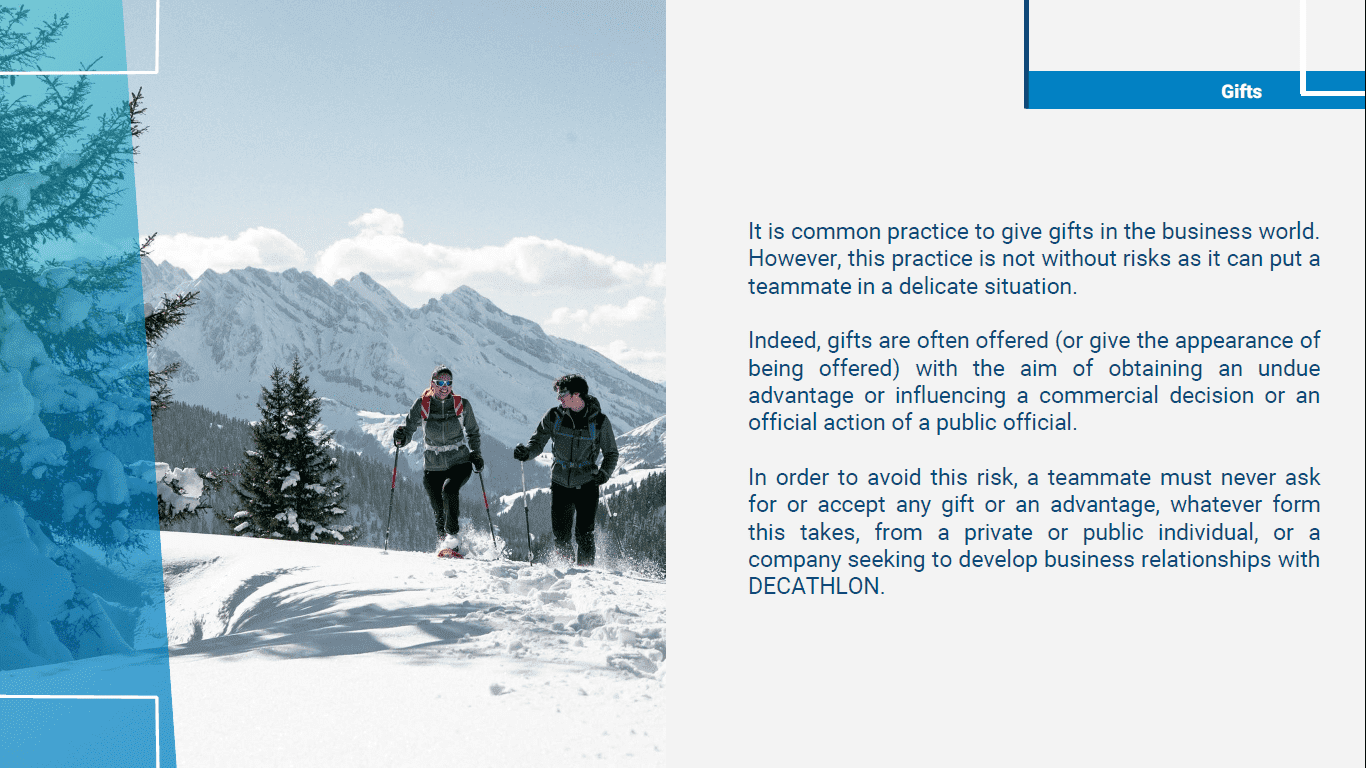 Gifts
It is common practice to give gifts in the business world.
However, this practice is not without risks as it can put a
teammate in a delicate situation.
Indeed, gifts are often offered (or give the appearance of
being offered) with the aim of obtaining an undue
advantage or influencing a commercial decision or an
official action of a public official.
In order to avoid this risk, a teammate must never ask
for or accept any gift or an advantage, whatever form
this takes, from a private or public individual, or a
company seeking to develop business relationships with
DECATHLON.